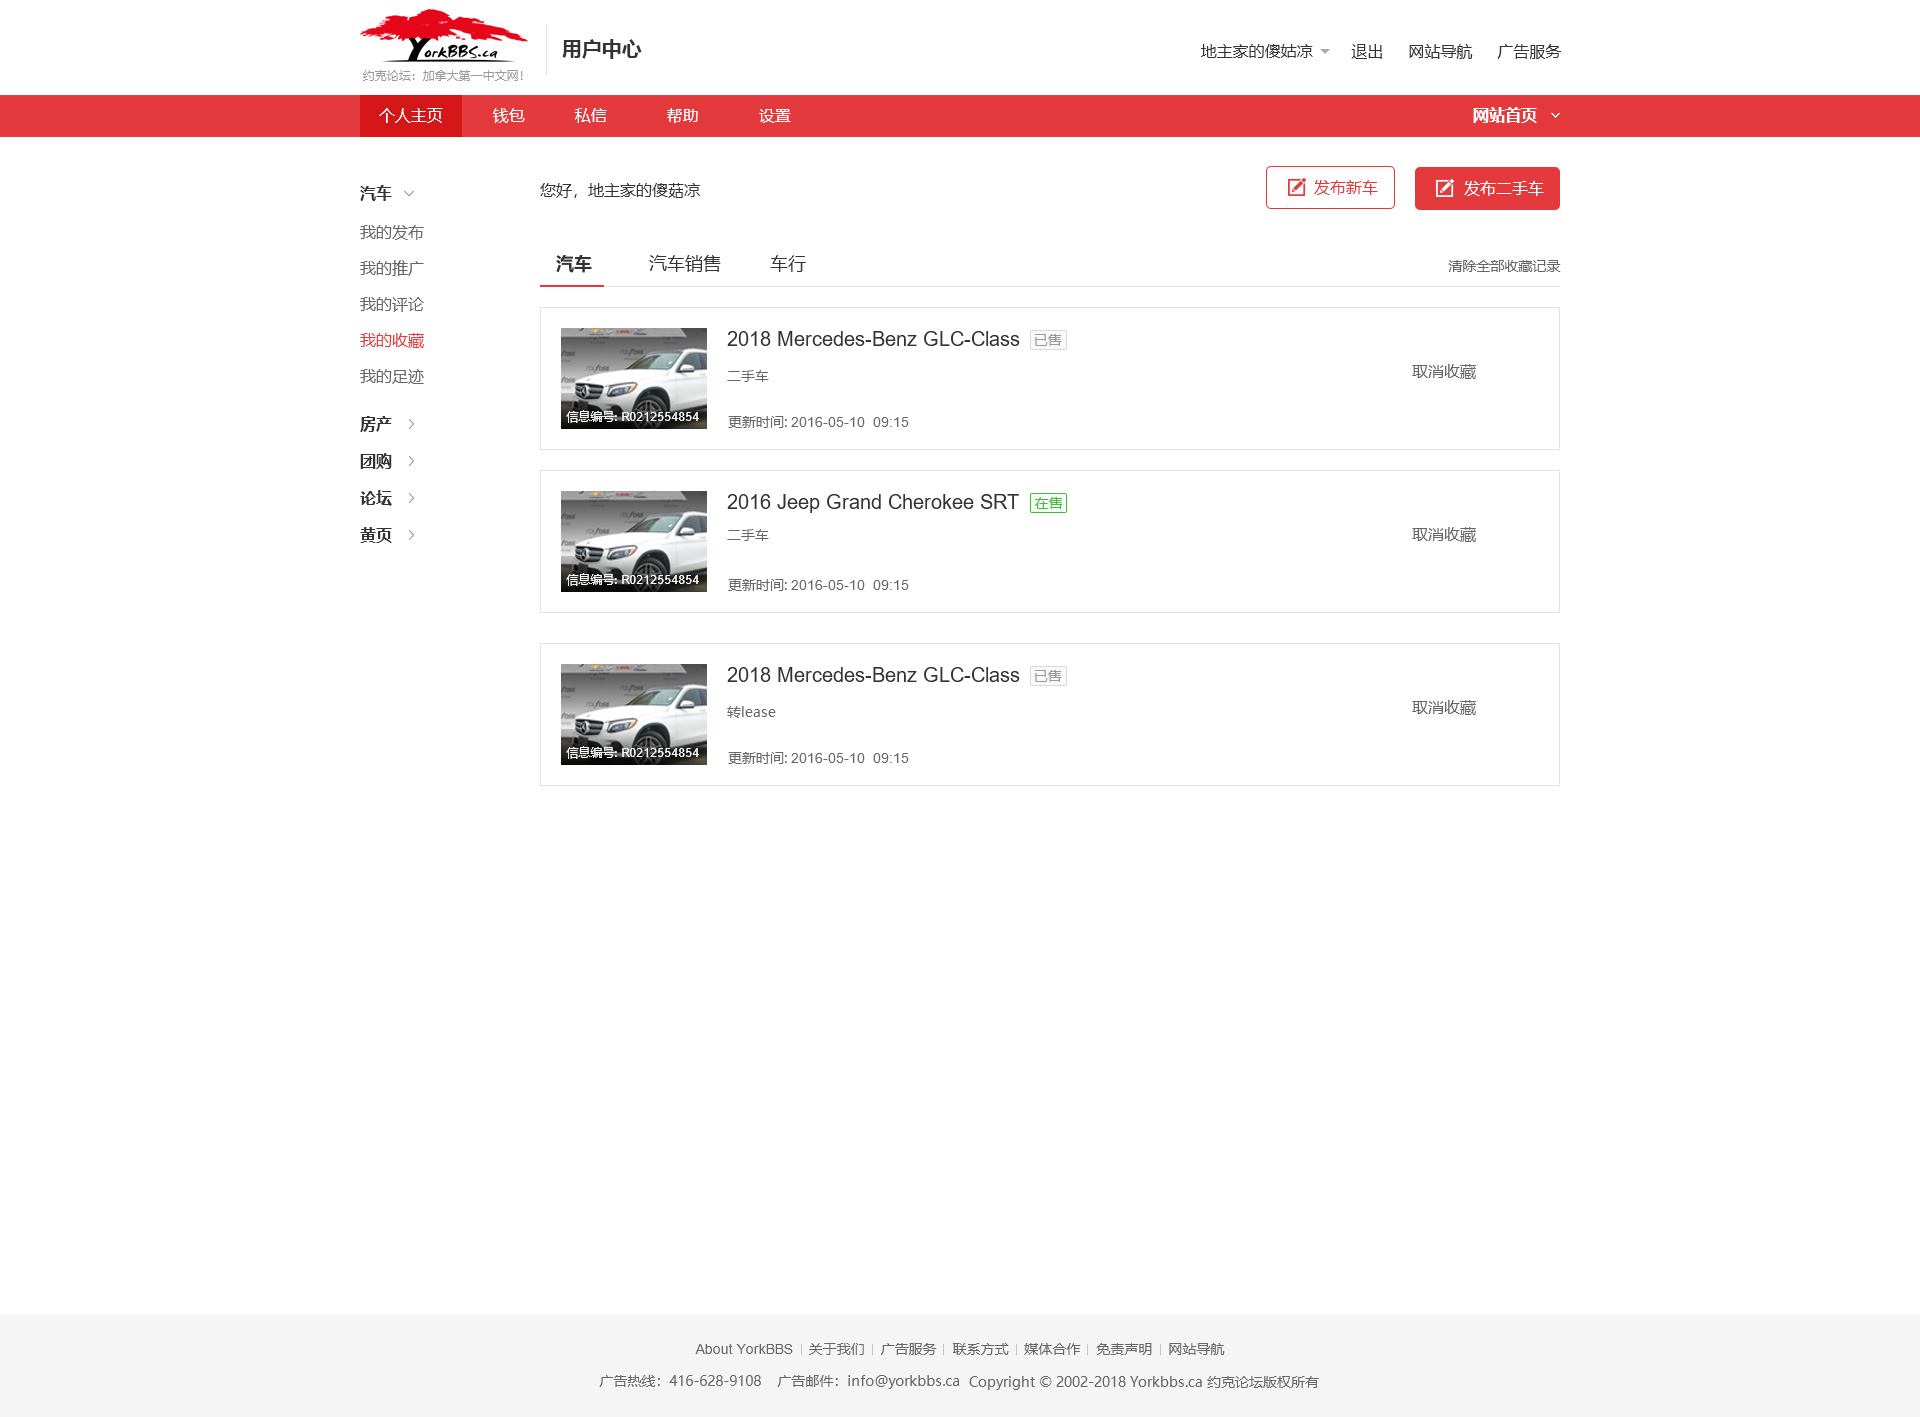 YorkBBS.ca
约克论坛：加拿大第一中文网！
用户中心
地主家的傻姑凉 退出 网站导航 广告服务
个人主页 钱包 私信 帮助 设置 网站首页
汽车
我的发布
我的推广
我的评论
我的收藏
我的足迹
房产
团购
论坛
黄页
您好，地主家的傻菇凉
发布新车 发布二手车
汽车 汽车销售 车行 清除全部收藏记录
2018 Mercedes-Benz GLC-Class 已售
二手车
取消收藏
信息编号: R0212554854
更新时间: 2016-05-10 09:15
2016 Jeep Grand Cherokee SRT 在售
二手车
取消收藏
信息编号: R0212554854
更新时间: 2016-05-10 09:15
2018 Mercedes-Benz GLC-Class 已售
转lease
取消收藏
信息编号: R0212554854
更新时间: 2016-05-10 09:15
About YorkBBS 关于我们 广告服务 联系方式 媒体合作 免责声明 网站导航
广告热线：416-628-9108 广告邮件：info@yorkbbs.ca Copyright © 2002-2018 Yorkbbs.ca 约克论坛版权所有